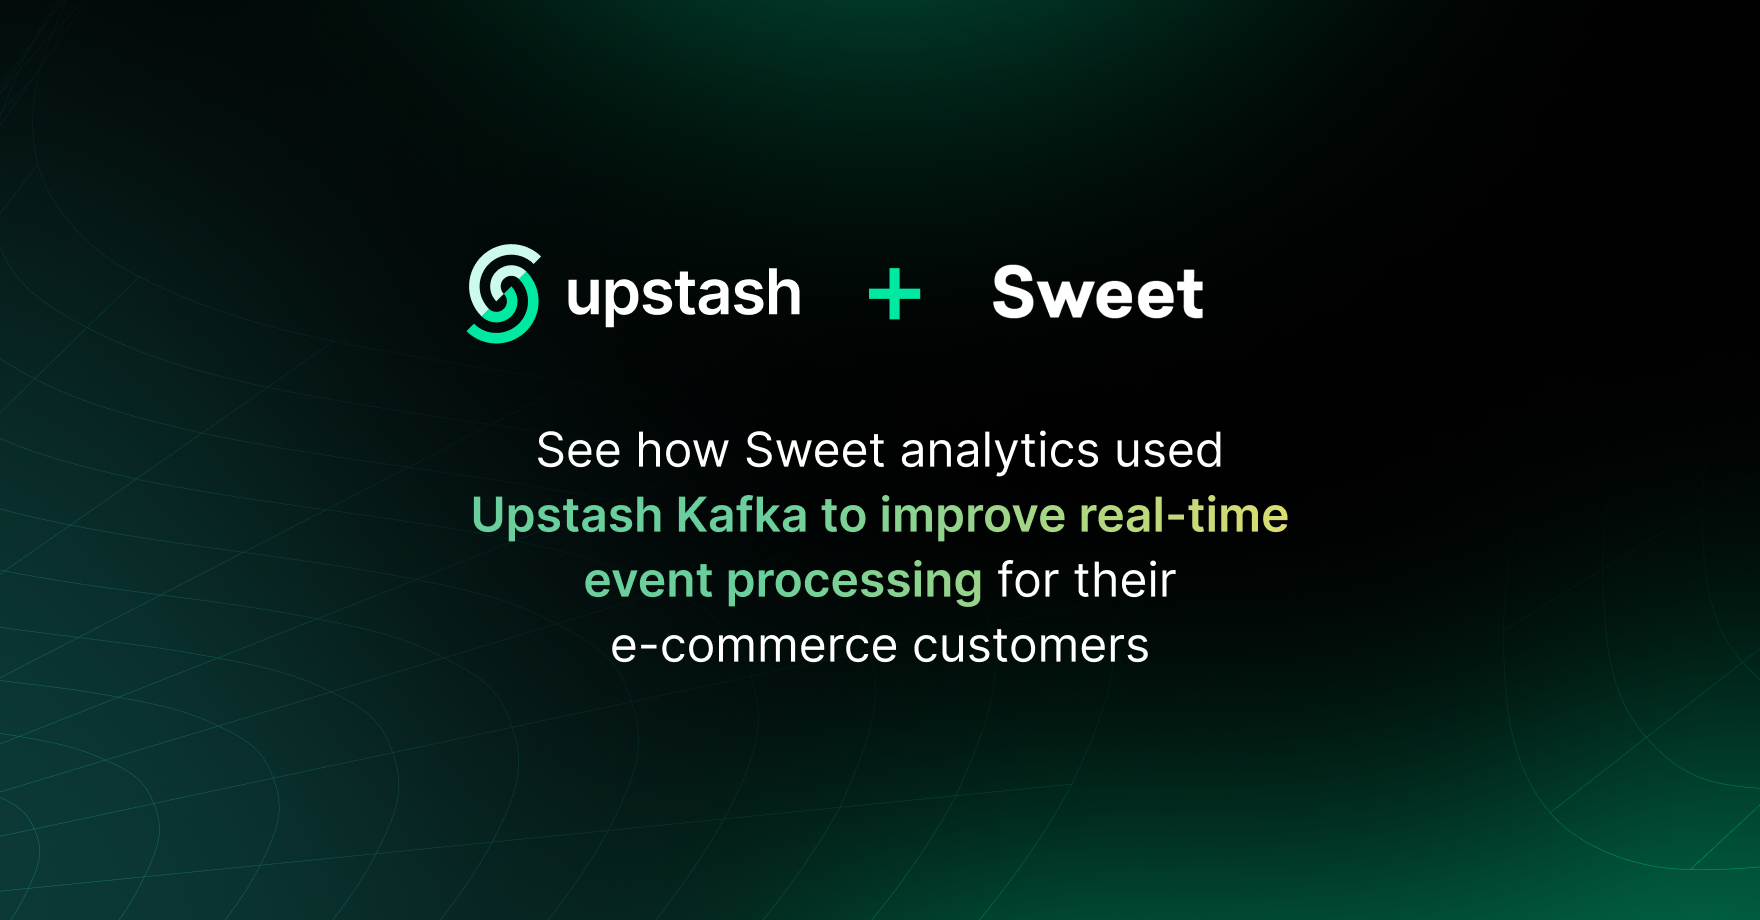 upstash + Sweet
See how Sweet analytics used
Upstash Kafka to improve real-time
event processing for their
e-commerce customers